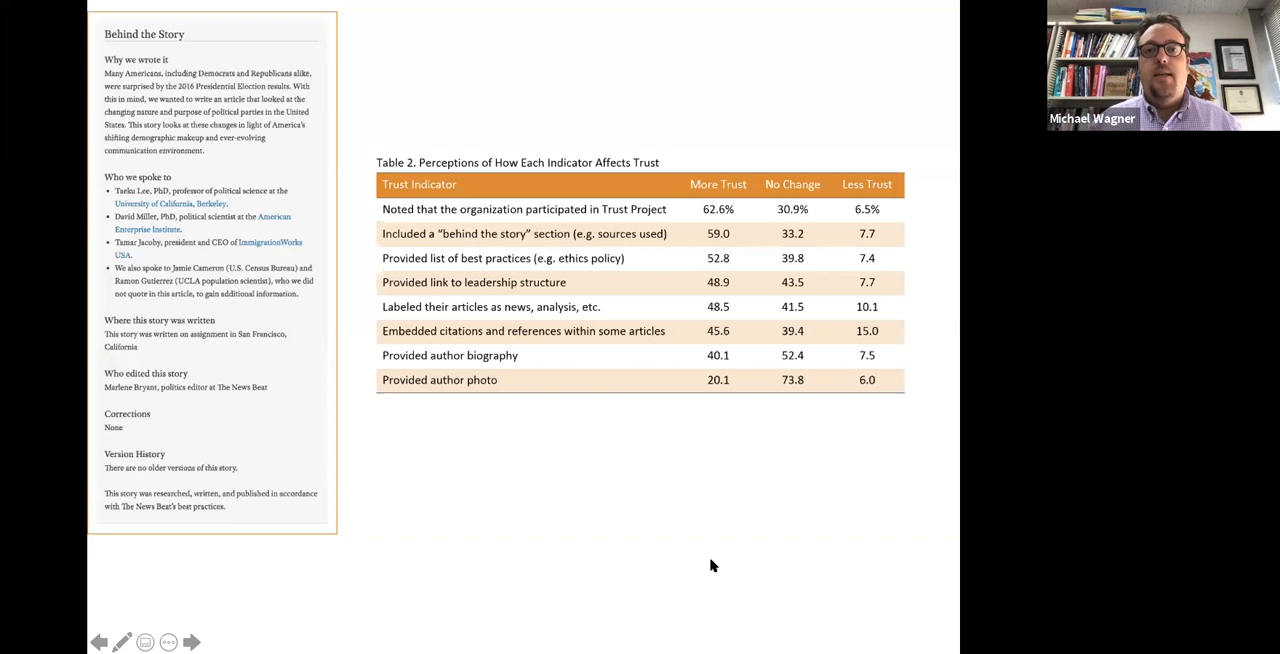 Behind the Story
Why we wrote it
Many Americans, including Democrats and Republicans alike,
were surprised by the 2016 Presidential Election results. With
this in mind, we wanted to write an article that looked at the
changing nature and purpose of political parties in the United
States. This story looks at these changes in light of America's
shifting demographic makeup and ever-evolving
communication environment.
Who we spoke to
• Taeku Lee, PhD, professor of political science at the
University of California, Berkeley.
• David Miller, PhD, political scientist at the American
Enterprise Institute.
• Tamar Jacoby, president and CEO of ImmigrationWorks
USA.
• We also spoke to Jamie Cameron (U.S. Census Bureau) and
Ramon Gutierrez (UCLA population scientist), who we did
not quote in this article, to gain additional information.
Where this story was written
This story was written on assignment in San Francisco,
California
Who edited this story
Marlene Bryant, politics editor at The News Beat
Corrections
None
Version History
There are no older versions of this story.
This story was researched, written, and published in accordance
with The News Beat's best practices.
Table 2. Perceptions of How Each Indicator Affects Trust
Trust Indicator More Trust No Change Less Trust
Noted that the organization participated in Trust Project 62.6% 30.9% 6.5%
Included a "behind the story" section (e.g. sources used) 59.0 33.2 7.7
Provided list of best practices (e.g. ethics policy) 52.8 39.8 7.4
Provided link to leadership structure 48.9 43.5 7.7
Labeled their articles as news, analysis, etc. 48.5 41.5 10.1
Embedded citations and references within some articles 45.6 39.4 15.0
Provided author biography 40.1 52.4 7.5
Provided author photo 20.1 73.8 6.0
Michael Wagner